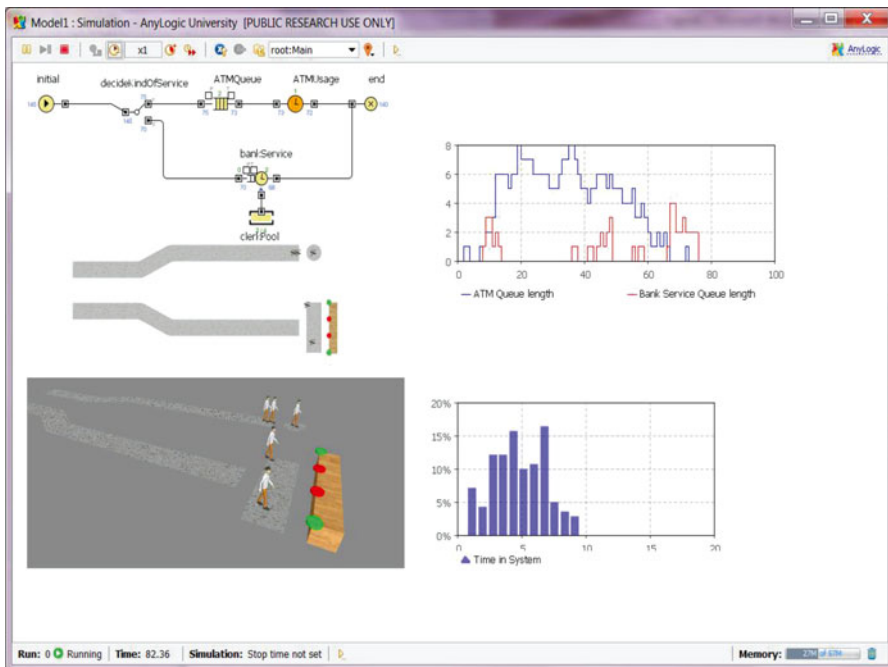 Model1 : Simulation - AnyLogic University [PUBLIC RESEARCH USE ONLY]
x1
root:Main
AnyLogic
initial
decideKindOfService
ATMQueue
ATMUsage
end
bank:Service
8
6
4
2
0
0 20 40 60 80 100
ATM Queue length
Bank Service Queue length
20%
15%
10%
5%
0%
0 5 10 15 20
Time in System
Run: 0 Running Time: 82.36 Simulation: Stop time not set
Memory: